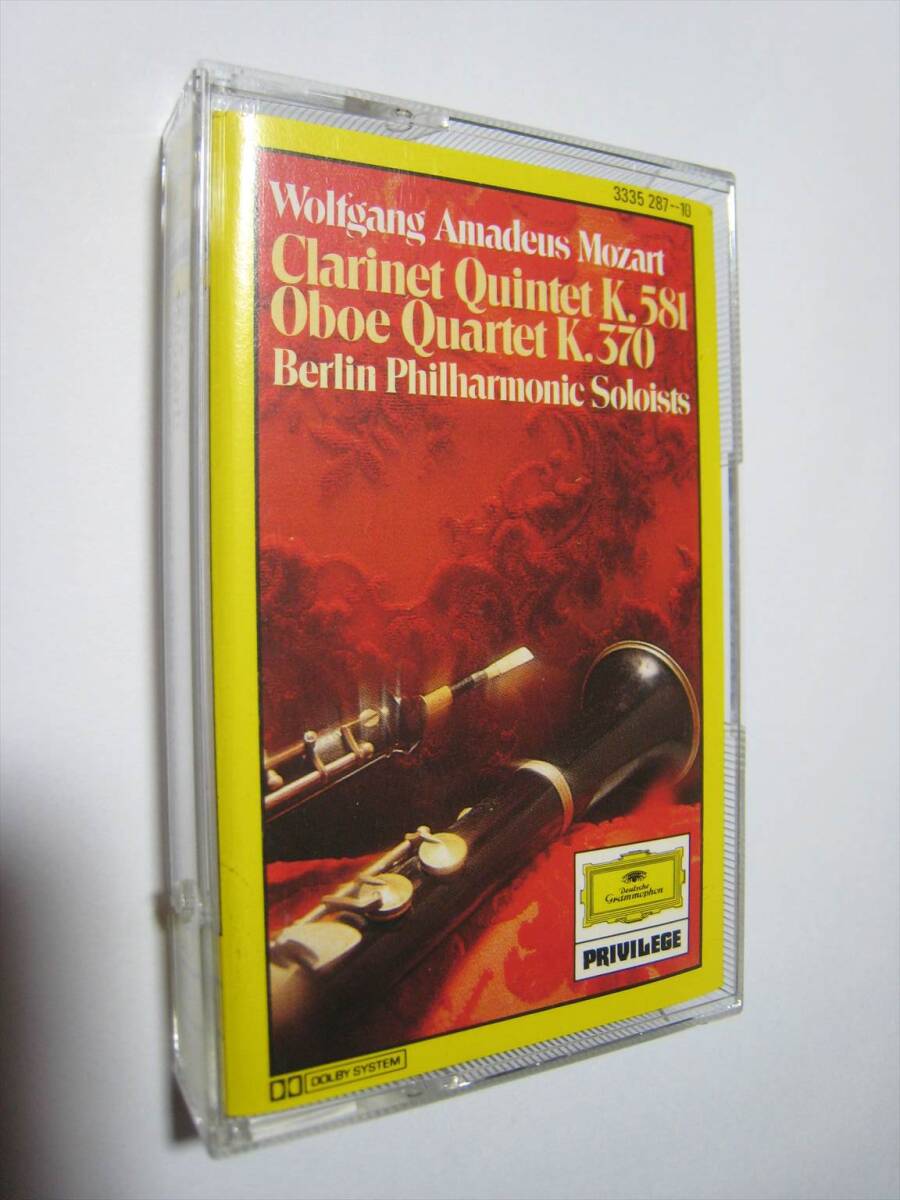 3335 287--10
Wolfgang Amadeus Mozart
Clarinet Quintet K.581
Oboe Quartet K.370
Berlin Philharmonic Soloists
Deutsche
Grammophon
PRIVILEGE
DOLBY SYSTEM